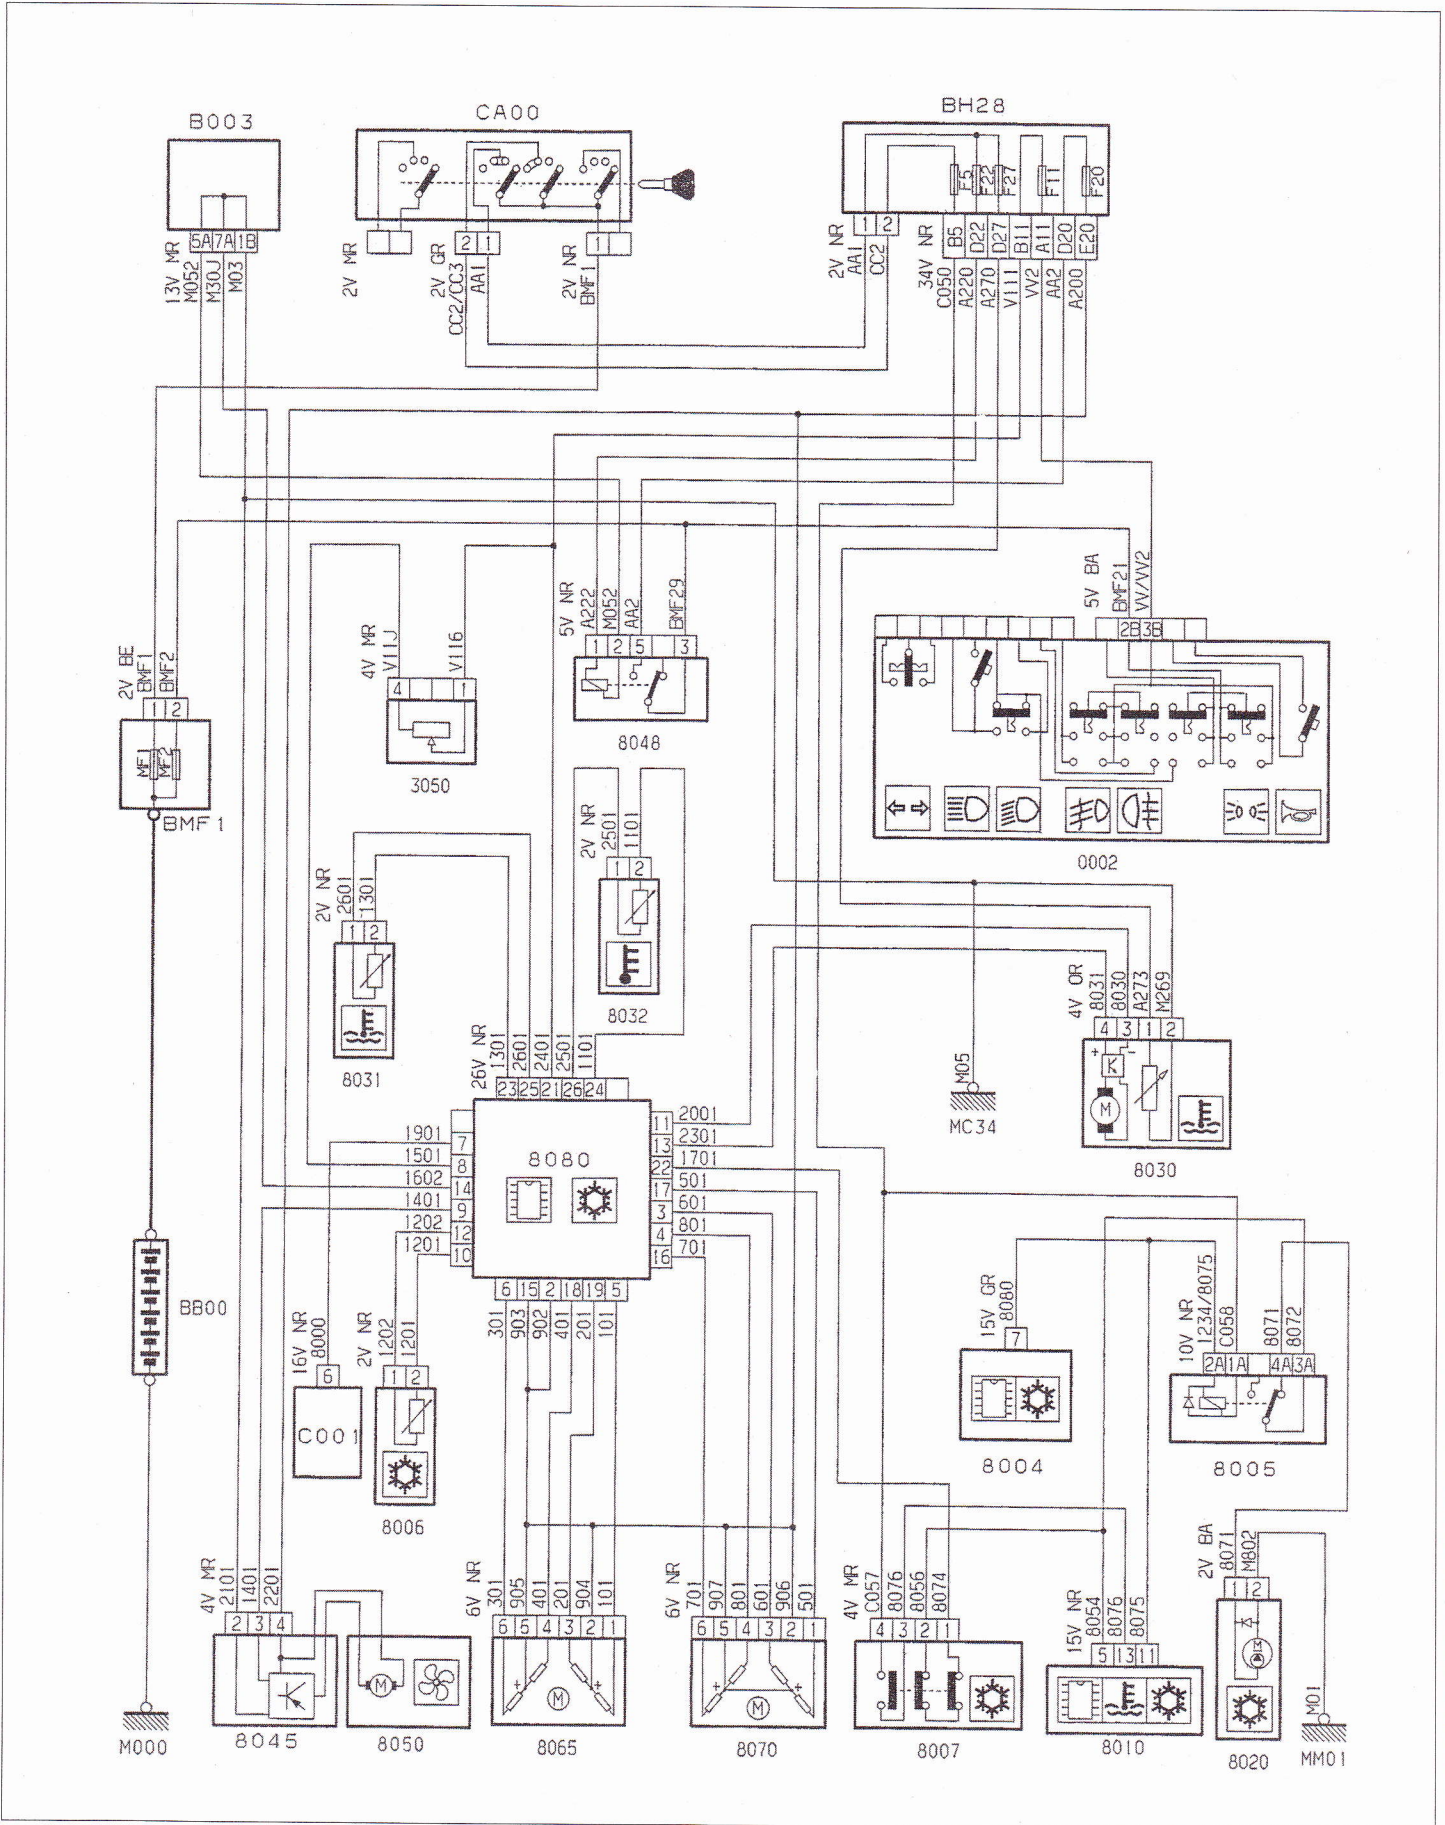 B003
CA00
BH28
F5
F22
F27
F11
F20
5A 7A 1B
2 1
1
1 2
B5 D22 D27 B11 A11 D20 E20
13V MR
M052
M30J
M03
2V MR
2V GR
CC2/CC3
AA1
2V NR
BMF1
2V NR
AA1
CC2
34V NR
C050
A220
A270
V111
VV2
AA2
A200
2V BE
BMF1
BMF2
1 2
MF1
MF2
BMF1
4V MR
V11J
V116
4 1
3050
5V NR
A222
M052
AA2
BMF29
1 2 5 3
8048
5V BA
BMF21
VV/VV2
2B 3B
0002
2V NR
2601
1301
1 2
8031
2V NR
2501
1101
1 2
8032
4V OR
8031
8030
A273
M269
4 3 1 2
+ -
K
M
8030
M05
MC34
26V NR
1301
2601
2401
2501
1101
23 25 21 26 24
8080
1901
7
1501
8
1602
14
1401
9
1202
12
1201
10
11
2001
13
2301
22
1701
17
501
3
601
4
801
16
701
6 15 2 18 19 5
301
903
902
401
201
101
BB00
M000
16V NR
8000
6
C001
2V NR
1202
1201
1 2
8006
15V GR
8080
7
8004
10V NR
1234/8075
C058
8071
8072
2A 1A 4A 3A
8005
4V MR
2101
1401
2201
2 3 4
8045
M
8050
6V NR
301
905
401
201
904
101
6 5 4 3 2 1
+ +
M
8065
6V NR
701
907
801
601
906
501
6 5 4 3 2 1
+ +
M
8070
4V MR
C057
8076
8056
8074
4 3 2 1
8007
15V NR
8054
8076
8075
5 13 11
8010
2V BA
8071
M802
1 2
8020
M01
MM01